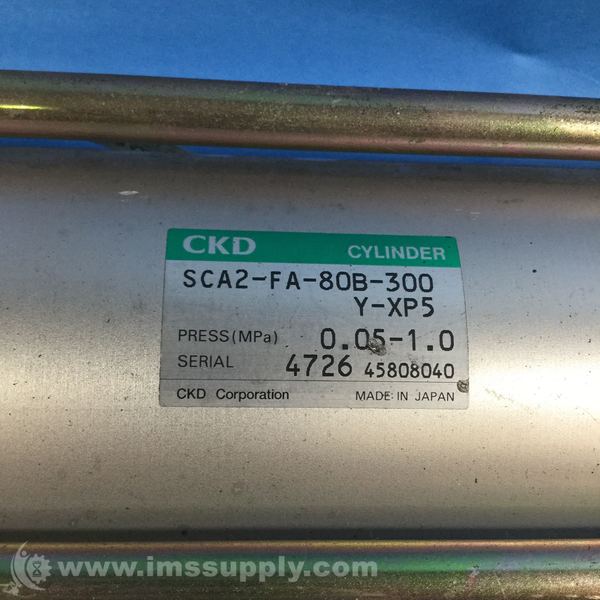 CKD CYLINDER
SCA2-FA-80B-300
Y-XP5
PRESS(MPa) 0.05-1.0
SERIAL 4726 45808040
CKD Corporation MADE IN JAPAN
www.imssupply.com